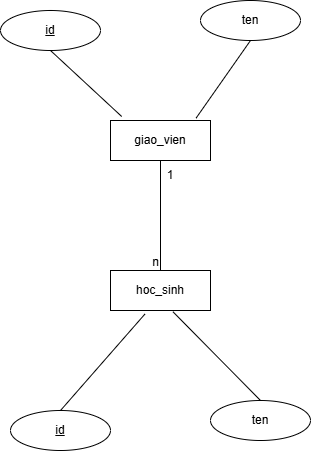 id
ten
giao_vien
1
n
hoc_sinh
id
ten